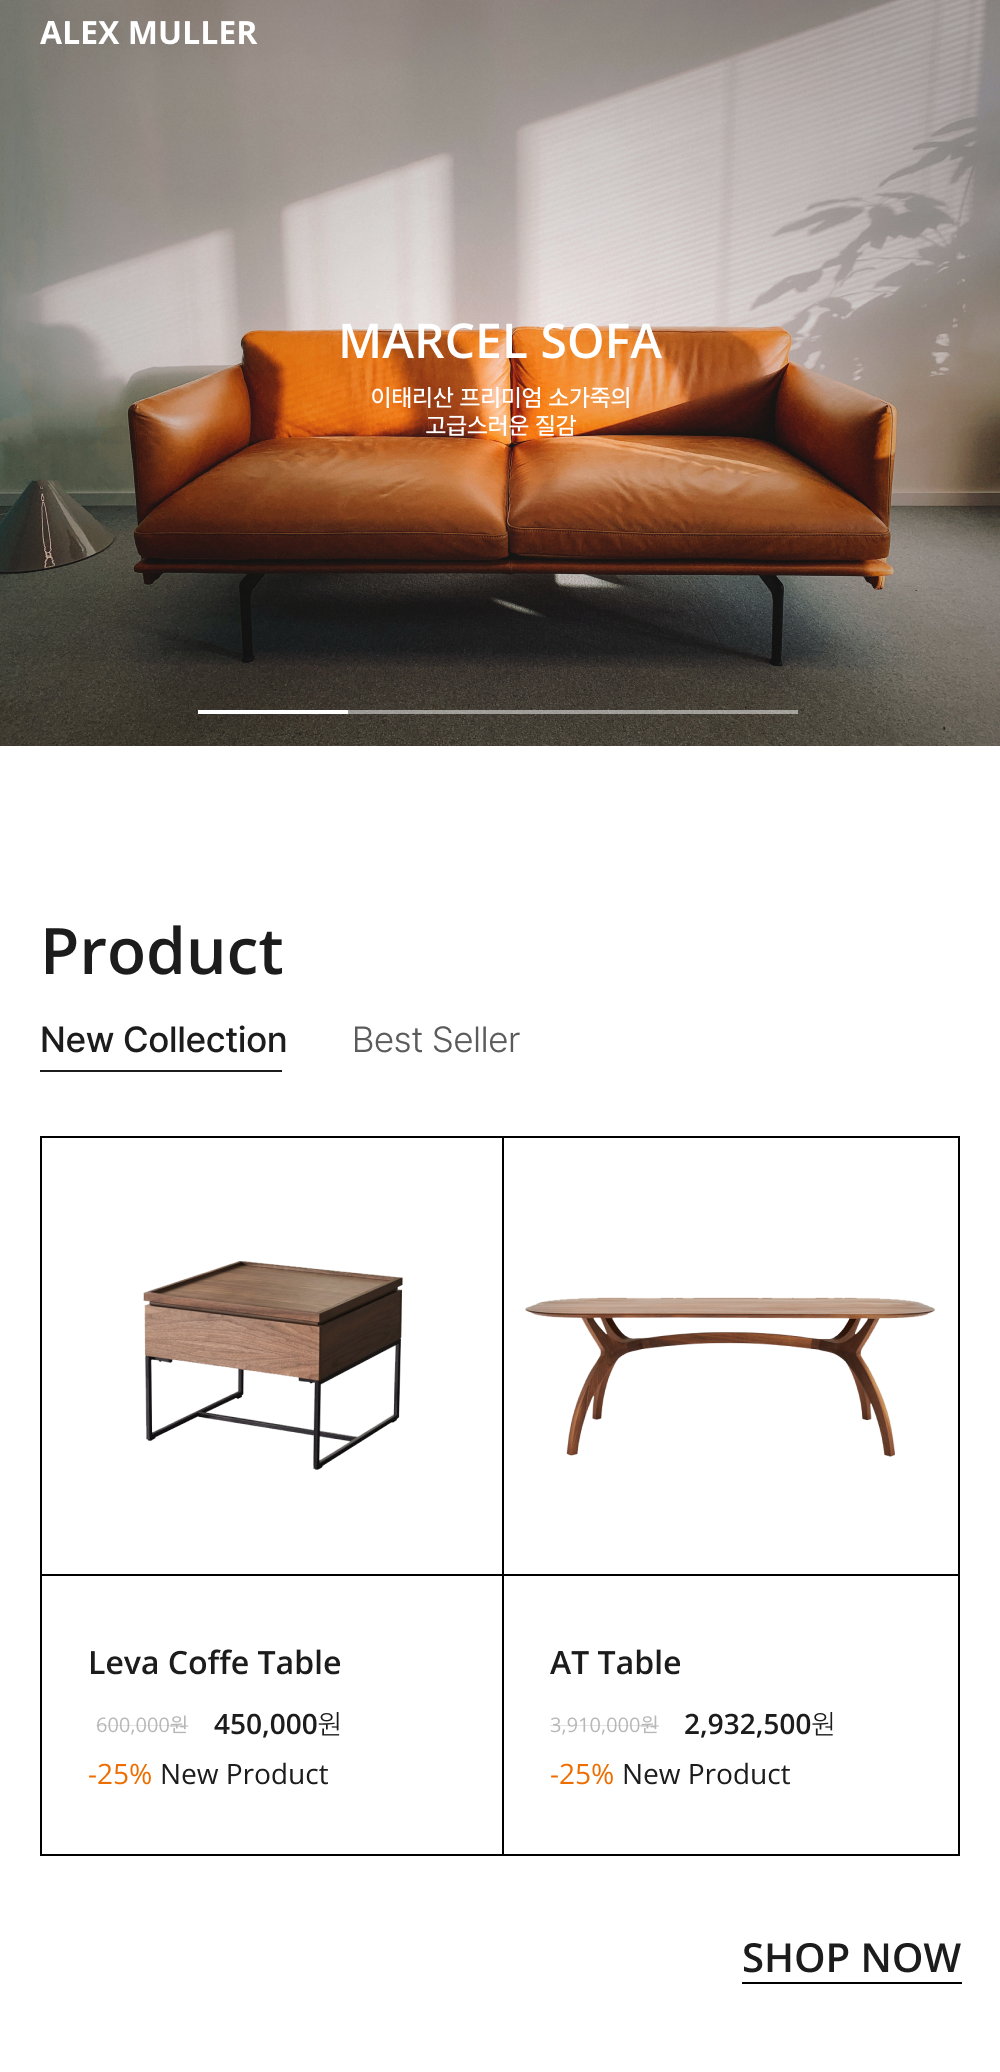 ALEX MULLER
MARCEL SOFA
이태리산 프리미엄 소가죽의
고급스러운 질감
Product
New Collection Best Seller
Leva Coffe Table
600,000원 450,000원
-25% New Product
AT Table
3,910,000원 2,932,500원
-25% New Product
SHOP NOW